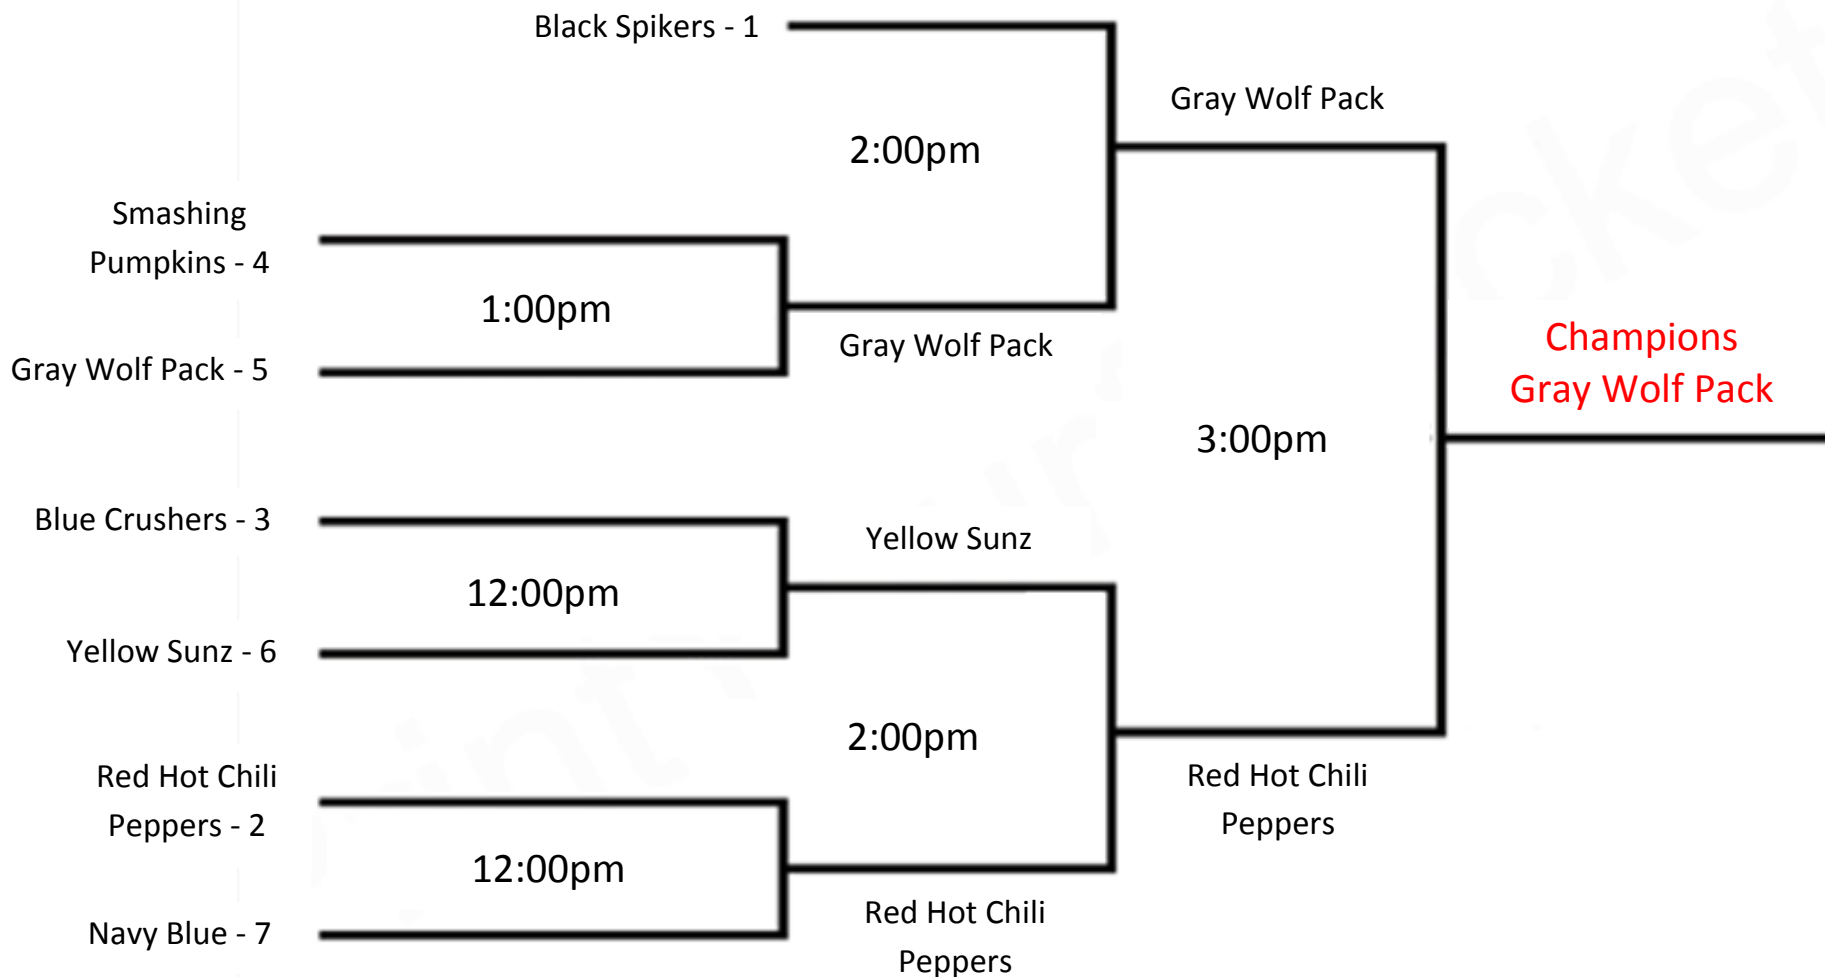 Black Spikers - 1
Gray Wolf Pack
2:00pm
Smashing
Pumpkins - 4
1:00pm
Gray Wolf Pack - 5
Gray Wolf Pack
Champions
Gray Wolf Pack
3:00pm
Blue Crushers - 3
Yellow Sunz
12:00pm
Yellow Sunz - 6
2:00pm
Red Hot Chili
Peppers - 2
Red Hot Chili
Peppers
12:00pm
Navy Blue - 7
Red Hot Chili
Peppers